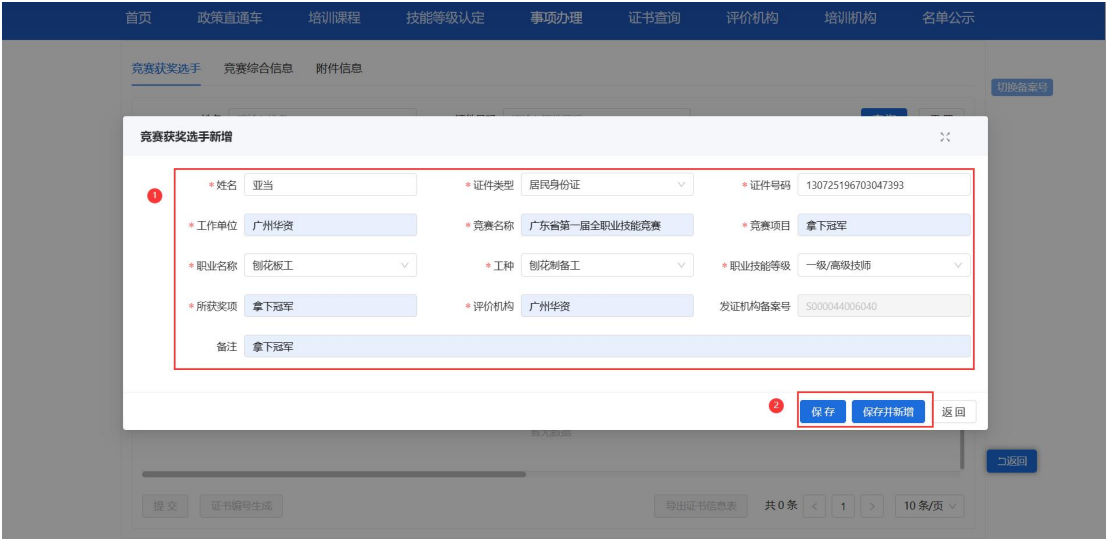 首页 政策直通车 培训课程 技能等级认定 事项办理 证书查询 评价机构 培训机构 名单公示
竞赛获奖选手 竞赛综合信息 附件信息
切换备案号
竞赛获奖选手新增
1
* 姓名 亚当 * 证件类型 居民身份证 * 证件号码 130725196703047393
* 工作单位 广州华资 * 竞赛名称 广东省第一届全职业技能竞赛 * 竞赛项目 拿下冠军
* 职业名称 刨花板工 * 工种 刨花制备工 * 职业技能等级 一级/高级技师
* 所获奖项 拿下冠军 * 评价机构 广州华资 发证机构备案号 S000044006040
备注 拿下冠军
2 保存 保存并新增 返回
暂无数据
返回
提交 证书编号生成 导出证书信息表 共0条 < 1 > 10条/页